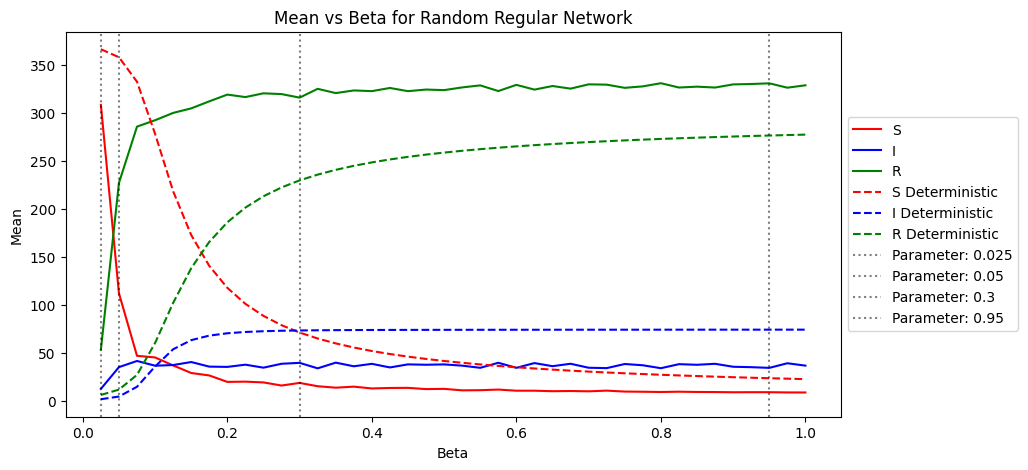 Mean vs Beta for Random Regular Network
Mean
350
300
250
200
150
100
50
0
0.0
0.2
0.4
0.6
0.8
1.0
Beta
S
I
R
S Deterministic
I Deterministic
R Deterministic
Parameter: 0.025
Parameter: 0.05
Parameter: 0.3
Parameter: 0.95